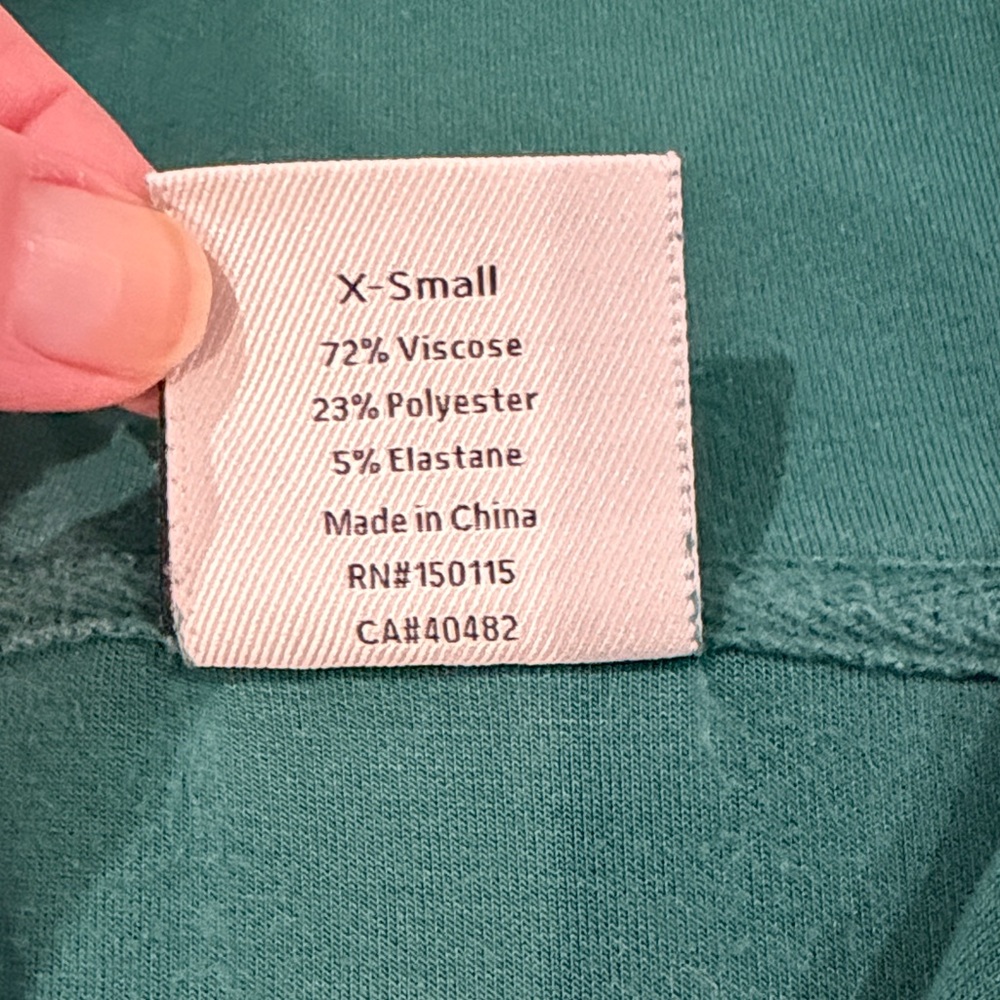 X-Small
72% Viscose
23% Polyester
5% Elastane
Made in China
RN#150115
CA#40482